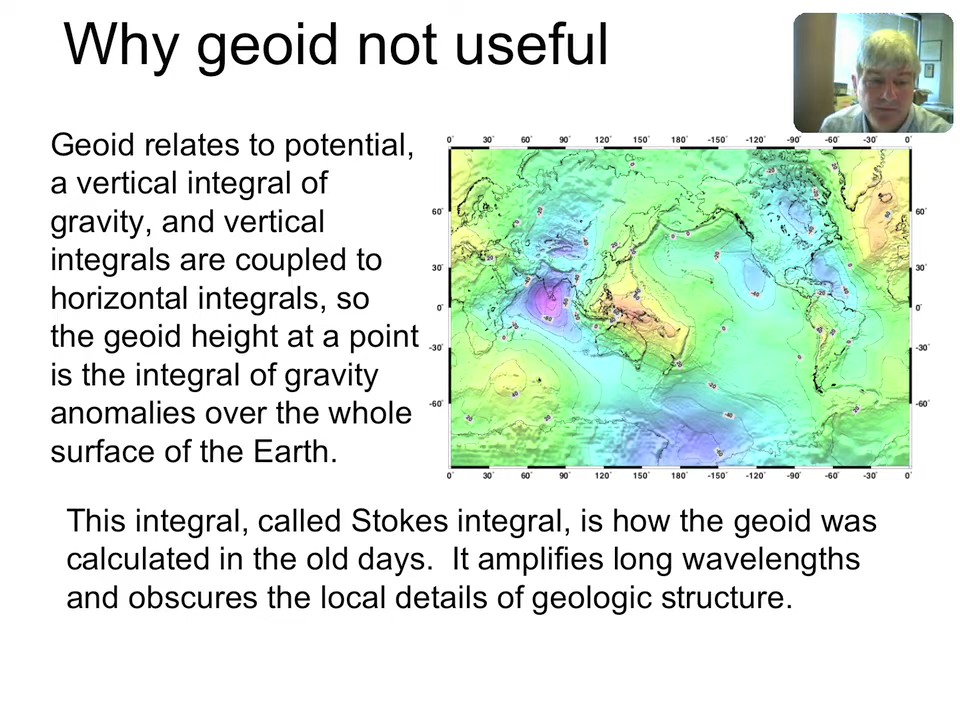 Why geoid not useful
Geoid relates to potential,
a vertical integral of
gravity, and vertical
integrals are coupled to
horizontal integrals, so
the geoid height at a point
is the integral of gravity
anomalies over the whole
surface of the Earth.
0° 30° 60° 90° 120° 150° 180° -150° -120° -90° -60° -30° 0°
60° 60°
30° 30°
0° 0°
-30° -30°
-60° -60°
0° 30° 60° 90° 120° 150° 180° -150° -120° -90° -60° -30° 0°
This integral, called Stokes integral, is how the geoid was
calculated in the old days. It amplifies long wavelengths
and obscures the local details of geologic structure.